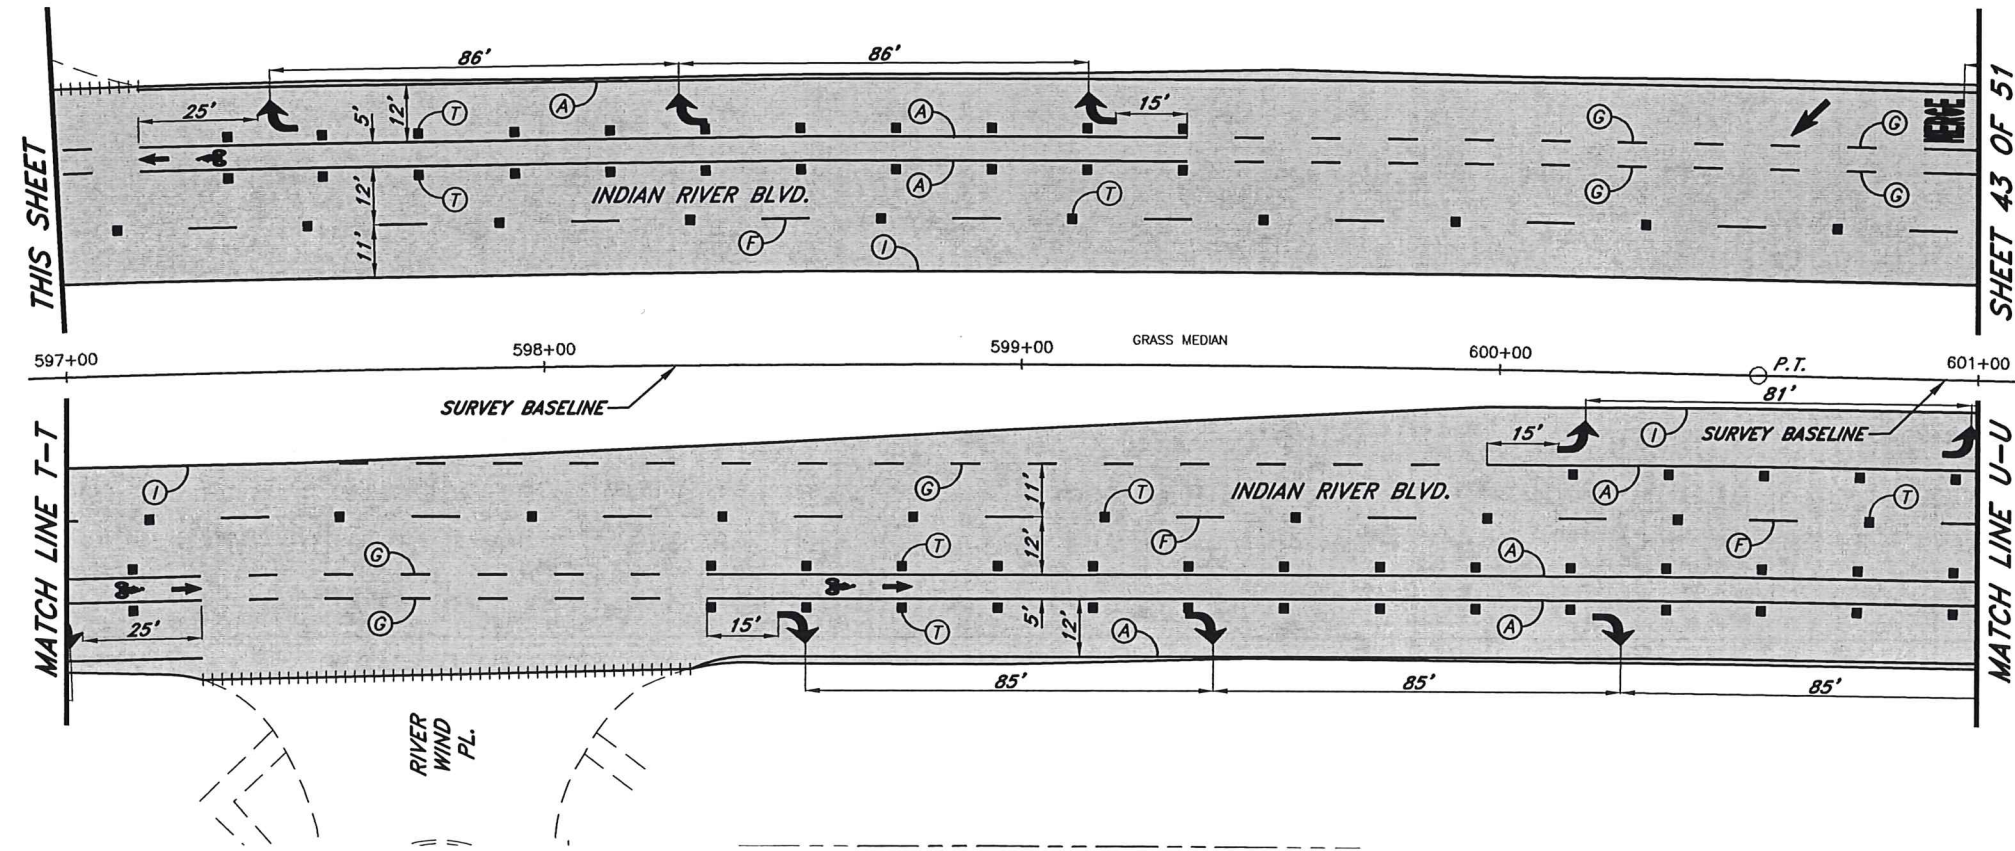 86'
86'
25'
5'
12'
T
A
A
15'
G
G
HERE
THIS SHEET
SHEET 43 OF 51
T
12'
A
INDIAN RIVER BLVD.
T
G
G
11'
F
I
GRASS MEDIAN
597+00
598+00
599+00
600+00
P.T.
601+00
SURVEY BASELINE
81'
15'
I
SURVEY BASELINE
MATCH LINE T-T
MATCH LINE U-U
I
G
11'
T
INDIAN RIVER BLVD.
A
T
G
T
12'
F
A
F
25'
G
15'
T
5'
12'
A
A
85'
85'
85'
RIVER
WIND
PL.